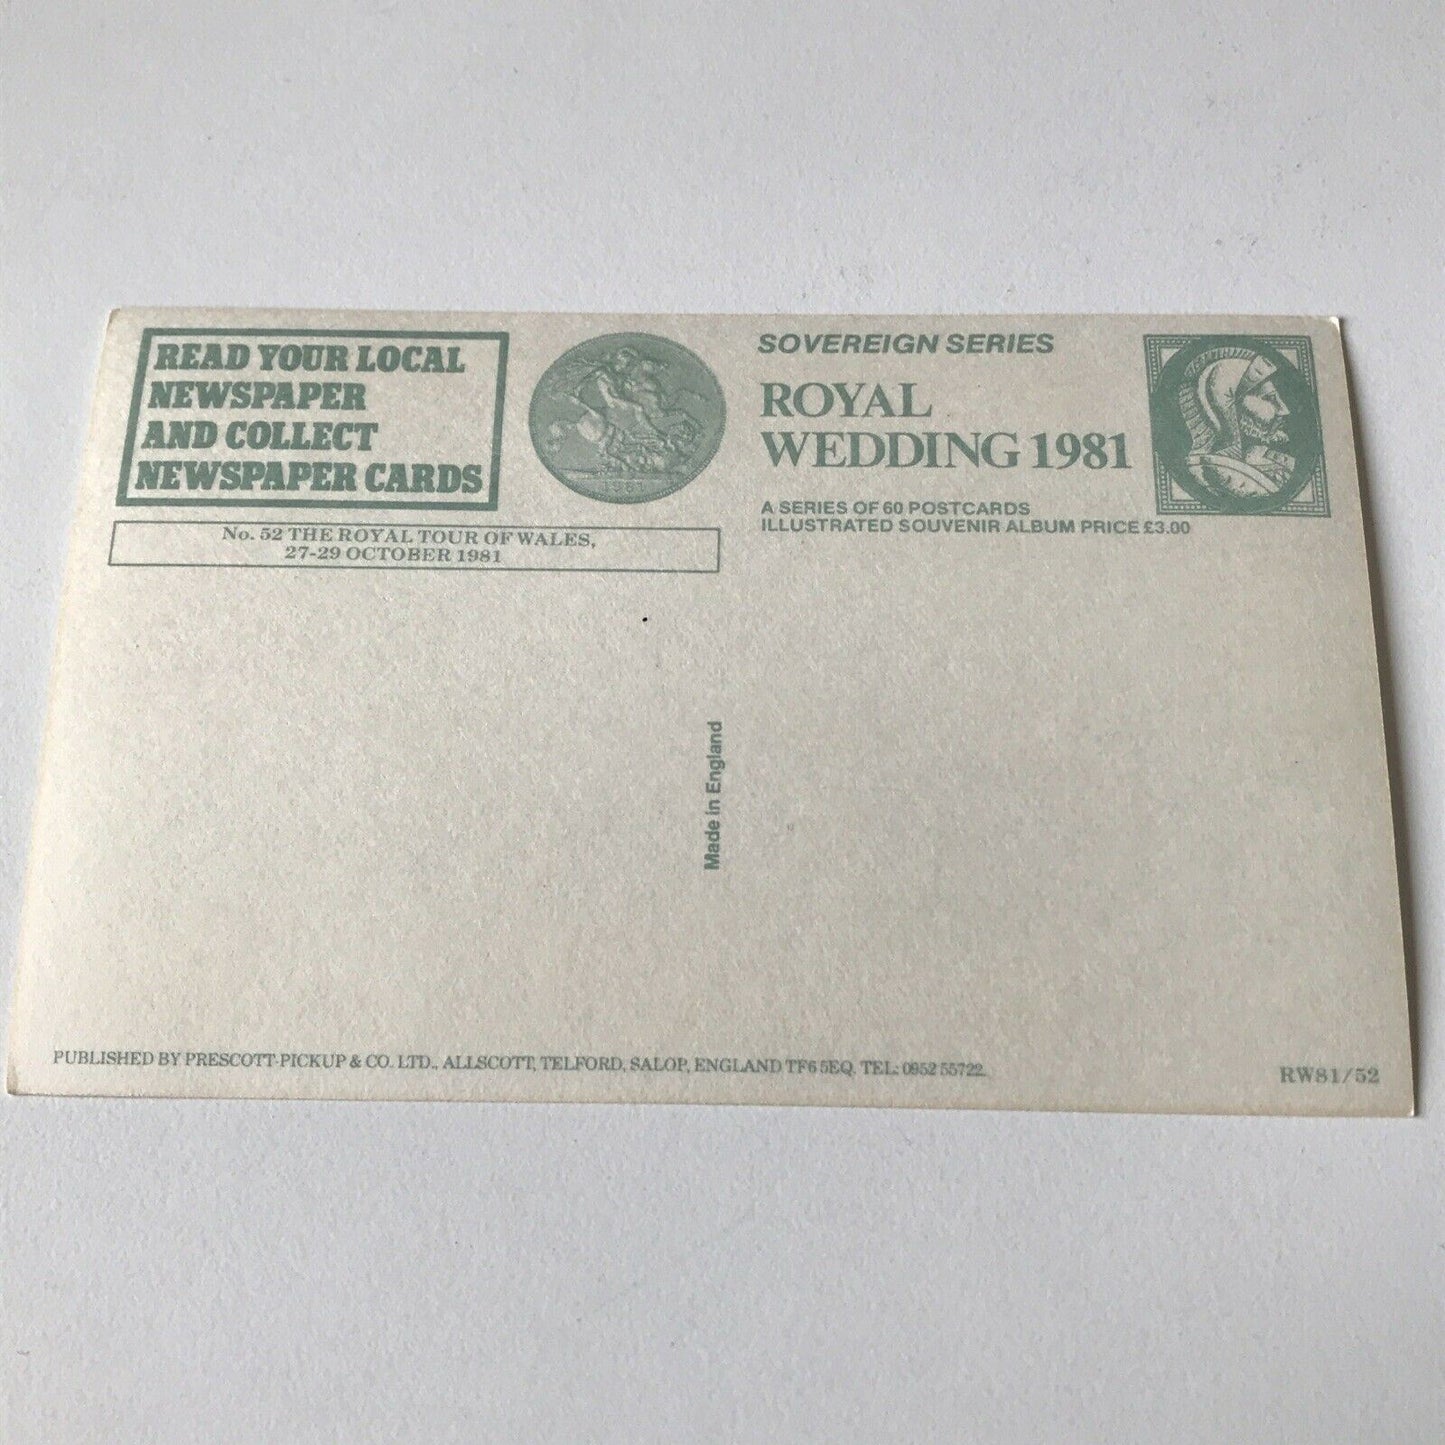 READ YOUR LOCAL
NEWSPAPER
AND COLLECT
NEWSPAPER CARDS
1981
No. 52 THE ROYAL TOUR OF WALES,
27-29 OCTOBER 1981
SOVEREIGN SERIES
ROYAL
WEDDING 1981
A SERIES OF 60 POSTCARDS
ILLUSTRATED SOUVENIR ALBUM PRICE £3.00
Made in England
PUBLISHED BY PRESCOTT-PICKUP & CO. LTD., ALLSCOTT, TELFORD, SALOP, ENGLAND TF6 5EQ. TEL: 0952 55722.
RW81/52